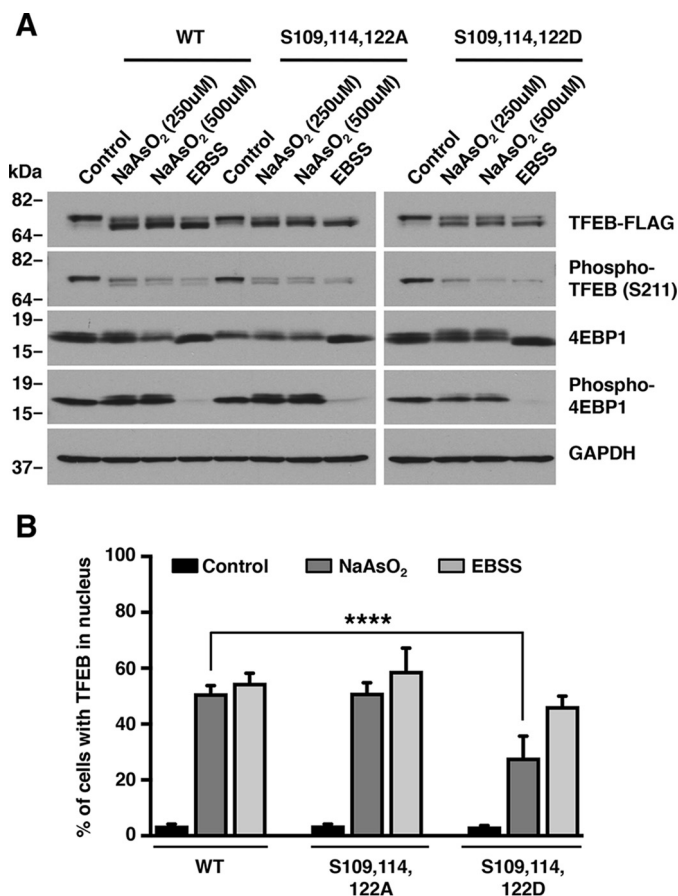 A
WT
S109,114,122A
S109,114,122D
kDa
Control
NaAsO₂ (250uM)
NaAsO₂ (500uM)
EBSS
Control
NaAsO₂ (250uM)
NaAsO₂ (500uM)
EBSS
Control
NaAsO₂ (250uM)
NaAsO₂ (500uM)
EBSS
82–
64–
TFEB-FLAG
82–
64–
Phospho-
TFEB (S211)
19–
15–
4EBP1
19–
15–
Phospho-
4EBP1
37–
GAPDH
B
% of cells with TFEB in nucleus
100
80
60
40
20
0
Control
NaAsO₂
EBSS
****
WT
S109,114,
122A
S109,114,
122D